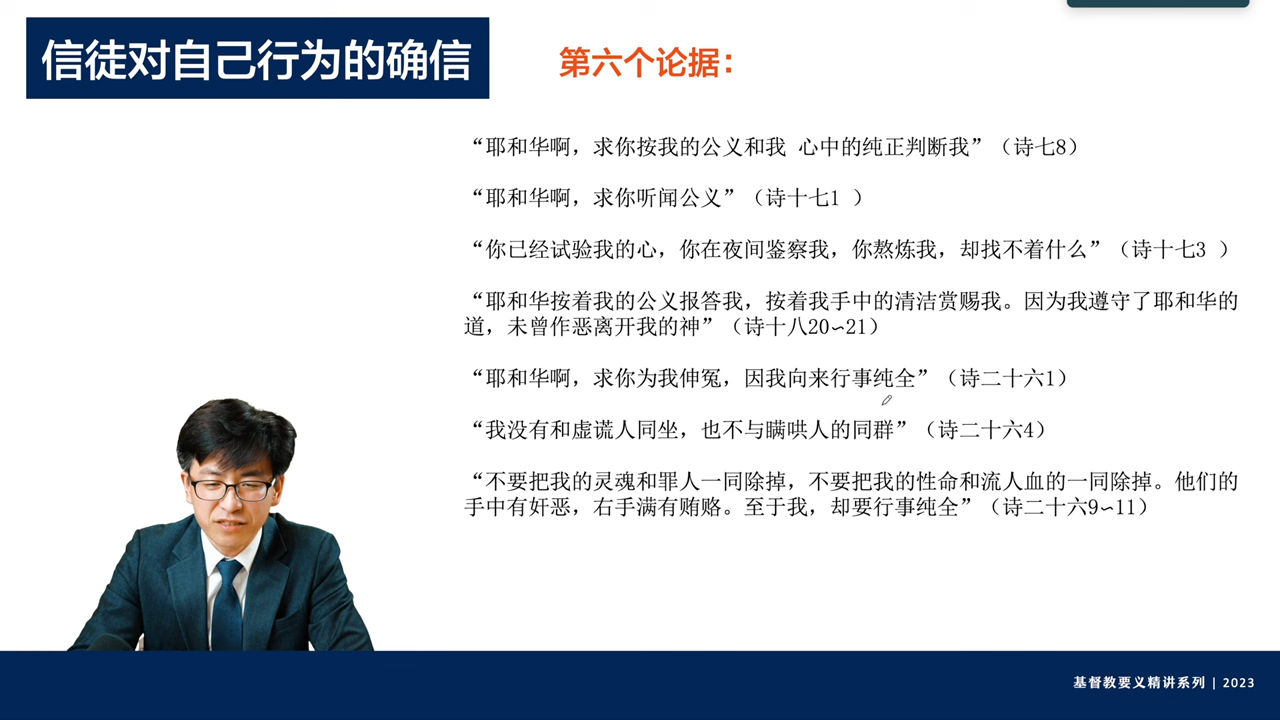 信徒对自己行为的确信
第六个论据：
“耶和华啊，求你按我的公义和我 心中的纯正判断我”（诗七8）
“耶和华啊，求你听闻公义”（诗十七1 ）
“你已经试验我的心，你在夜间鉴察我，你熬炼我，却找不着什么”（诗十七3 ）
“耶和华按着我的公义报答我，按着我手中的清洁赏赐我。因为我遵守了耶和华的
道，未曾作恶离开我的神”（诗十八20~21）
“耶和华啊，求你为我伸冤，因我向来行事纯全”（诗二十六1）
“我没有和虚谎人同坐，也不与瞒哄人的同群”（诗二十六4）
“不要把我的灵魂和罪人一同除掉，不要把我的性命和流人血的一同除掉。他们的
手中有奸恶，右手满有贿赂。至于我，却要行事纯全”（诗二十六9~11）
基督教要义精讲系列 | 2023